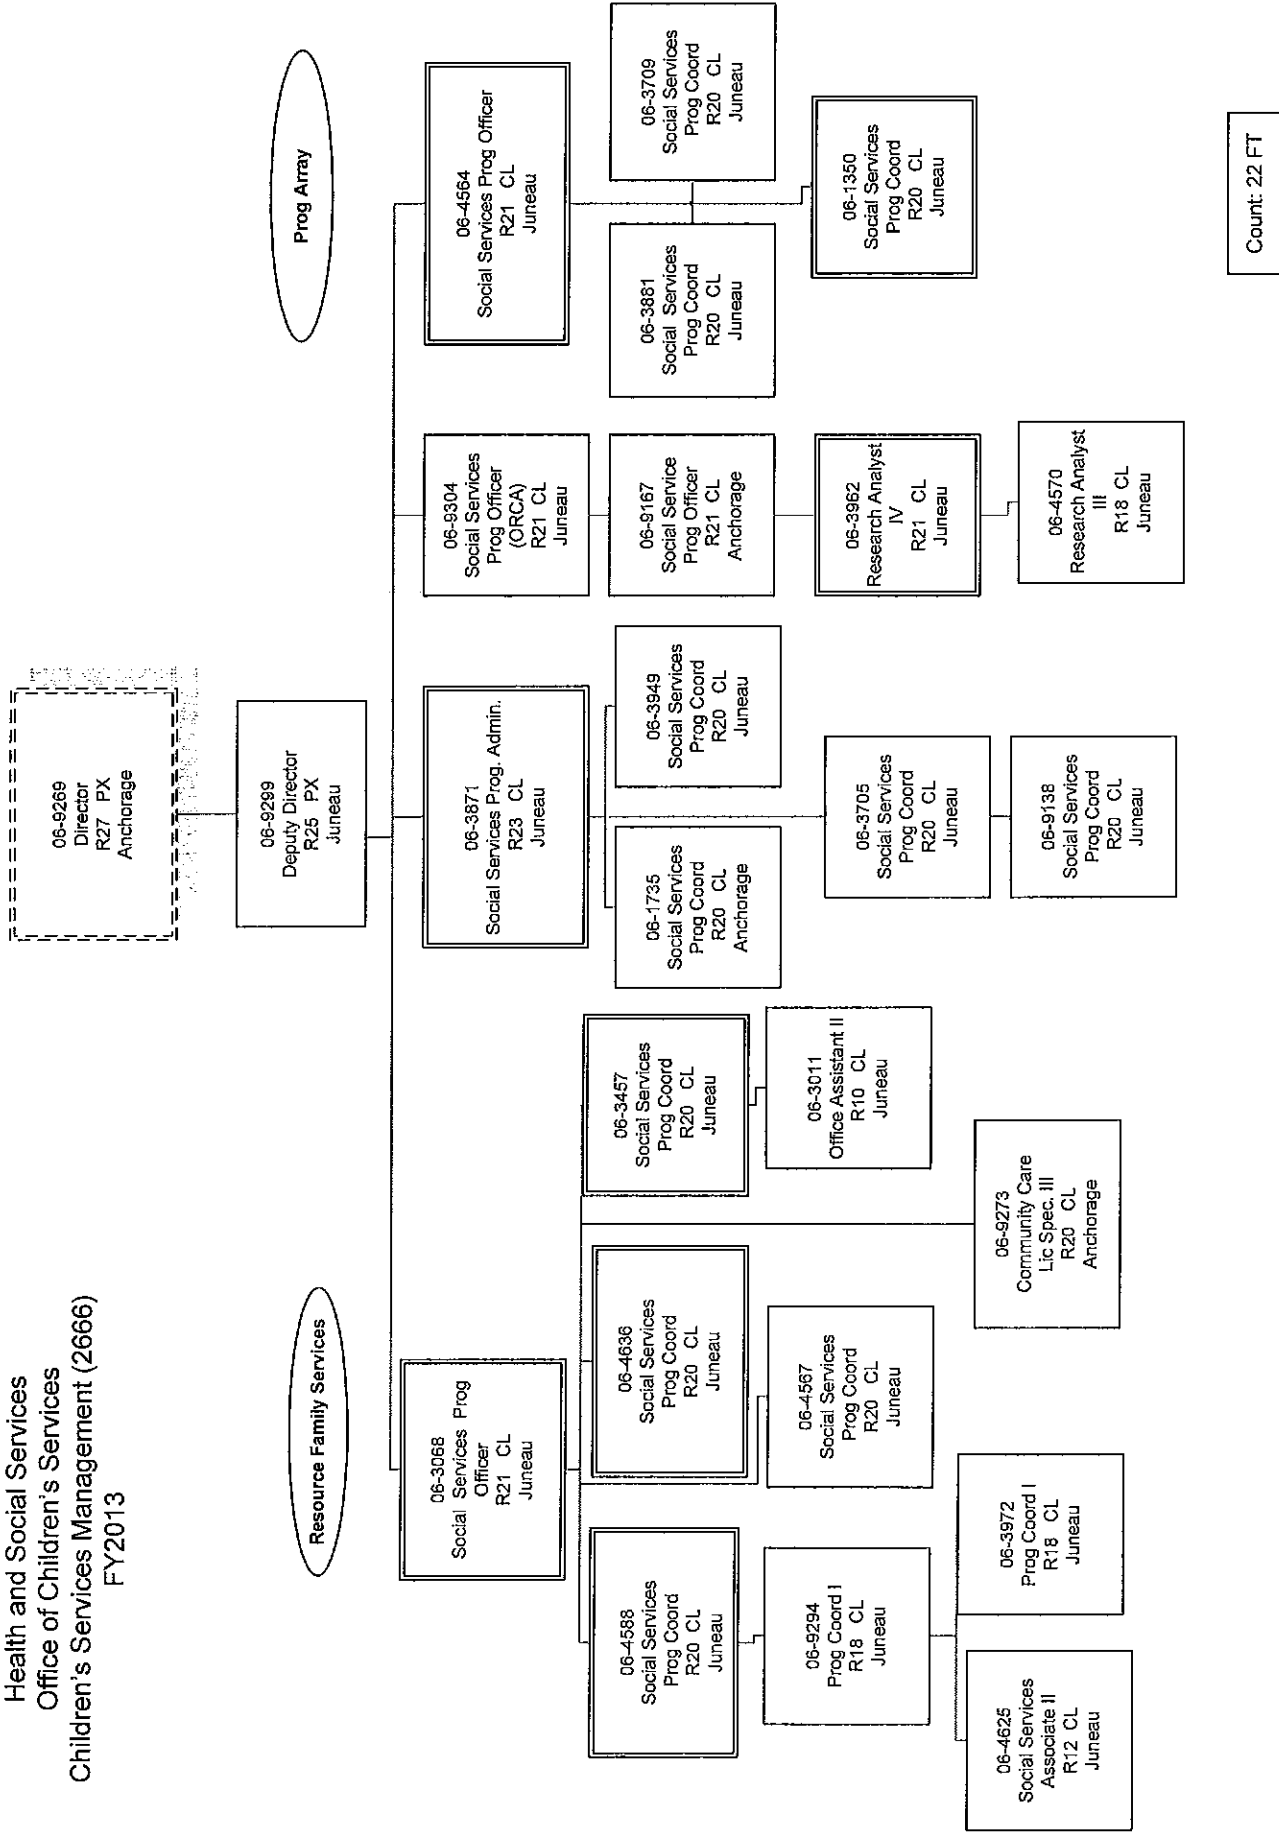 Health and Social Services
Office of Children's Services
Children's Services Management (2666)
FY2013
06-9269
Director
R27 PX
Anchorage
06-9299
Deputy Director
R25 PX
Juneau
Resource Family Services
Prog Array
06-3068
Social Services Prog
Officer
R21 CL
Juneau
06-3871
Social Services Prog. Admin.
R23 CL
Juneau
06-9304
Social Services
Prog Officer
(ORCA)
R21 CL
Juneau
06-4564
Social Services Prog Officer
R21 CL
Juneau
06-4588
Social Services
Prog Coord
R20 CL
Juneau
06-4636
Social Services
Prog Coord
R20 CL
Juneau
06-3457
Social Services
Prog Coord
R20 CL
Juneau
06-1735
Social Services
Prog Coord
R20 CL
Anchorage
06-3949
Social Services
Prog Coord
R20 CL
Juneau
06-9167
Social Service
Prog Officer
R21 CL
Anchorage
06-3881
Social Services
Prog Coord
R20 CL
Juneau
06-3709
Social Services
Prog Coord
R20 CL
Juneau
06-9294
Prog Coord I
R18 CL
Juneau
06-4567
Social Services
Prog Coord
R20 CL
Juneau
06-3011
Office Assistant II
R10 CL
Juneau
06-3705
Social Services
Prog Coord
R20 CL
Juneau
06-3962
Research Analyst
IV
R21 CL
Juneau
06-1350
Social Services
Prog Coord
R20 CL
Juneau
06-4625
Social Services
Associate II
R12 CL
Juneau
06-3972
Prog Coord I
R18 CL
Juneau
06-9273
Community Care
Lic Spec. III
R20 CL
Anchorage
06-9138
Social Services
Prog Coord
R20 CL
Juneau
06-4570
Research Analyst
III
R18 CL
Juneau
Count: 22 FT